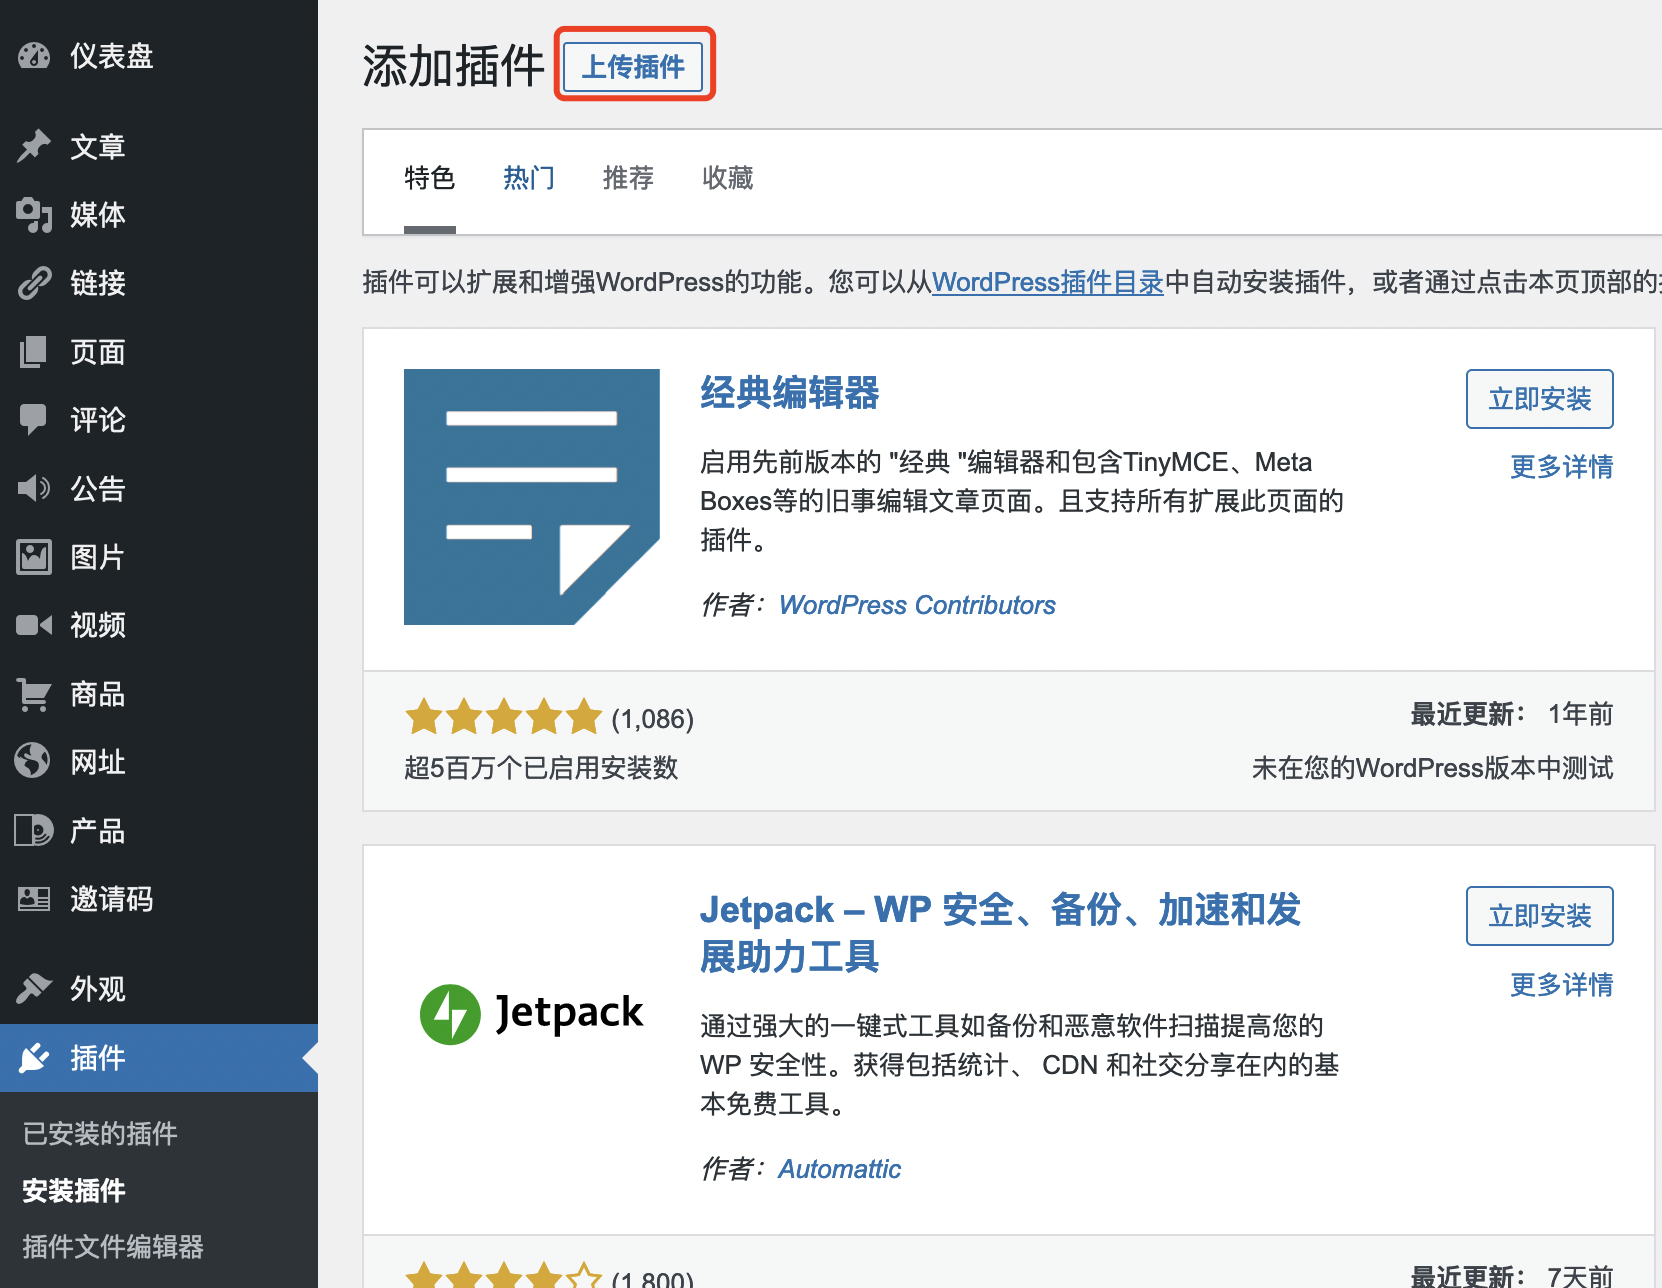 仪表盘
文章
媒体
链接
页面
评论
公告
图片
视频
商品
网址
产品
邀请码
外观
插件
已安装的插件
安装插件
插件文件编辑器
添加插件 上传插件
特色 热门 推荐 收藏
插件可以扩展和增强WordPress的功能。您可以从WordPress插件目录中自动安装插件，或者通过点击本页顶部的
经典编辑器
立即安装
更多详情
启用先前版本的 "经典 "编辑器和包含TinyMCE、Meta
Boxes等的旧事编辑文章页面。且支持所有扩展此页面的
插件。
作者： WordPress Contributors
(1,086)
最近更新： 1年前
超5百万个已启用安装数
未在您的WordPress版本中测试
Jetpack
Jetpack – WP 安全、备份、加速和发
展助力工具
立即安装
更多详情
通过强大的一键式工具如备份和恶意软件扫描提高您的
WP 安全性。获得包括统计、 CDN 和社交分享在内的基
本免费工具。
作者： Automattic
(1,800)
最近更新： 7天前